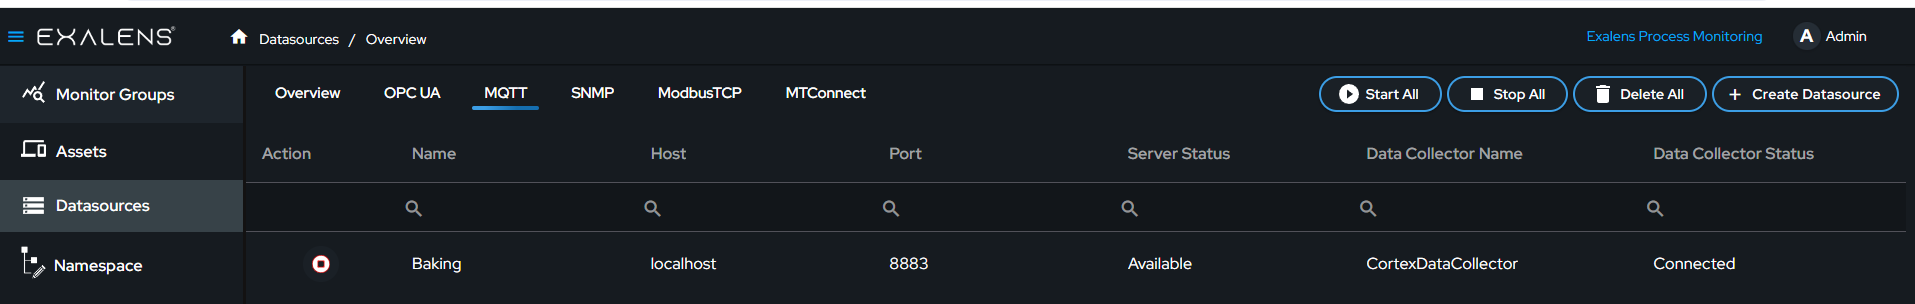 EXALENS®
Datasources / Overview
Exalens Process Monitoring
A Admin
Monitor Groups
Assets
Datasources
Namespace
Overview OPC UA MQTT SNMP ModbusTCP MTConnect
Start All Stop All Delete All + Create Datasource
Action Name Host Port Server Status Data Collector Name Data Collector Status
Baking localhost 8883 Available CortexDataCollector Connected